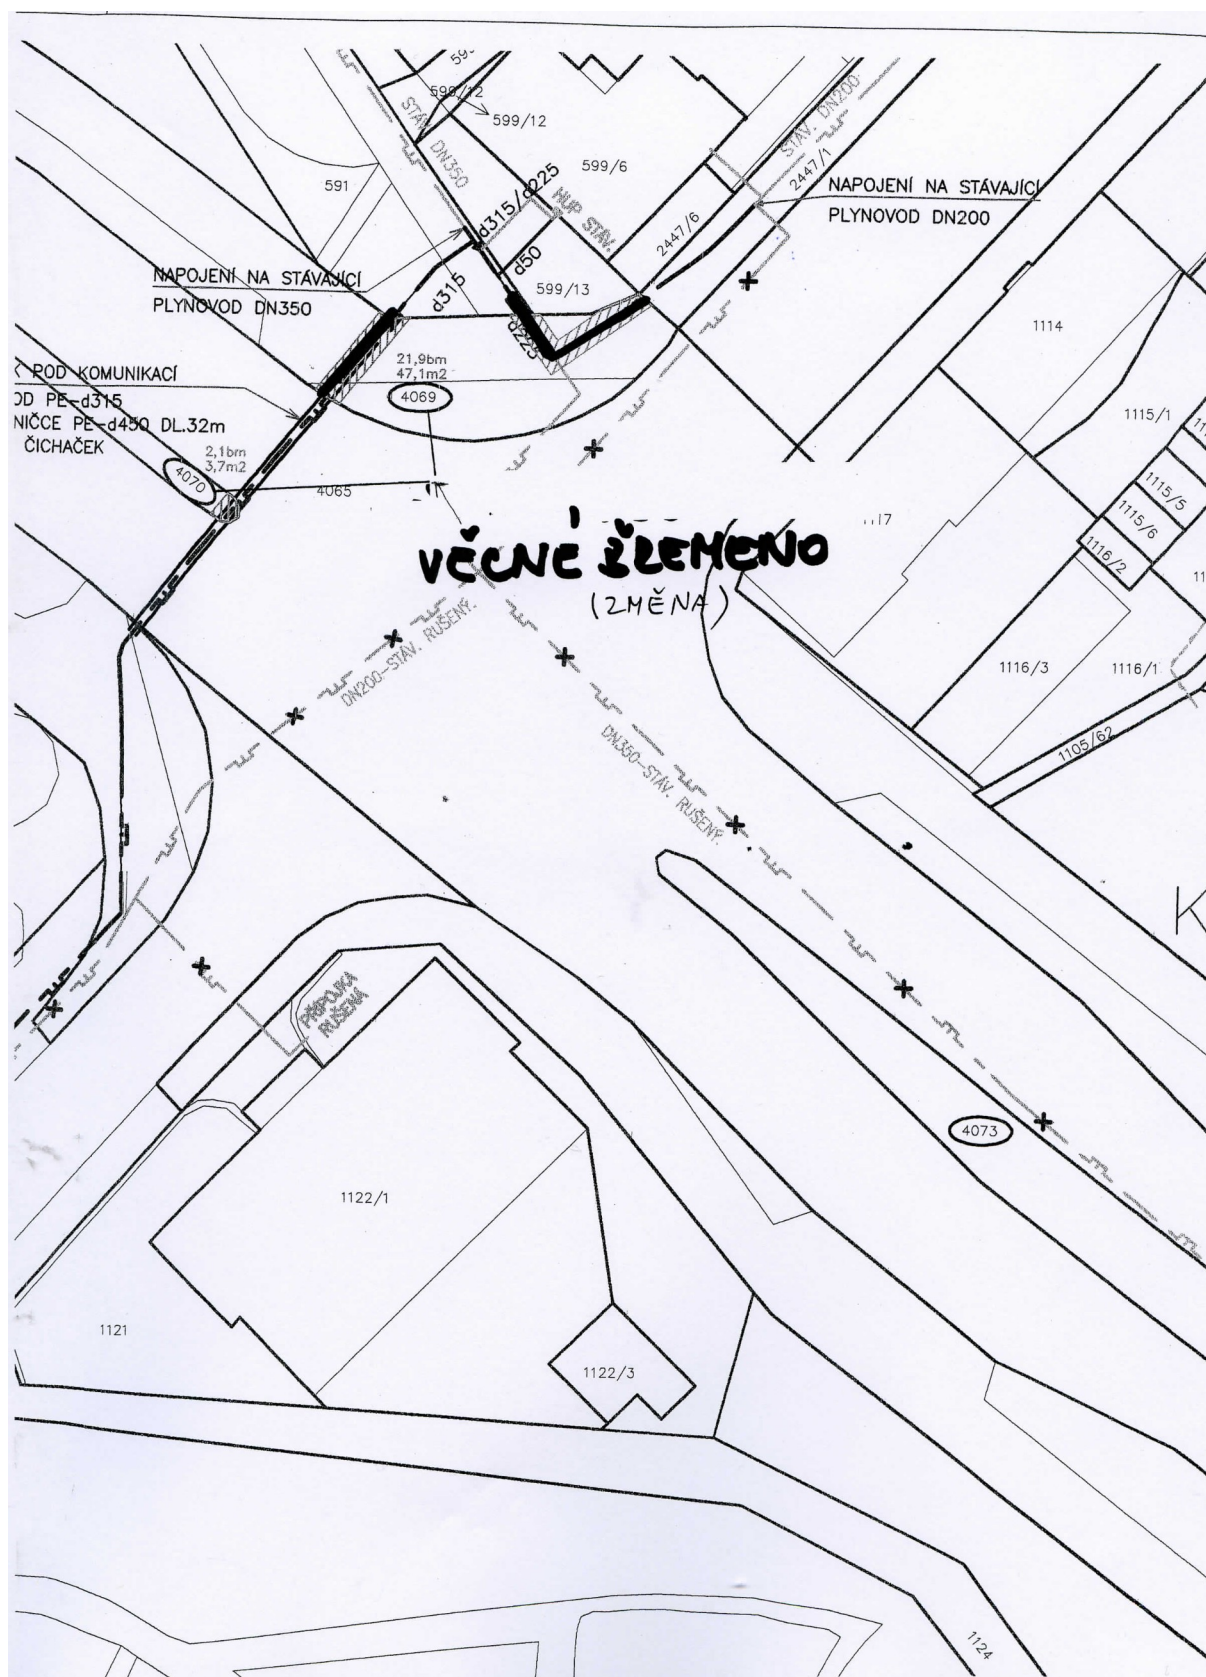 599/12
599/12
STÁV. DN350
STÁV. DN200
599/6
591
d315/d225
HUP STÁV.
2447/1
NAPOJENÍ NA STÁVAJÍCÍ
PLYNOVOD DN200
2447/6
d50
NAPOJENÍ NA STÁVAJÍCÍ
PLYNOVOD DN350
d315
599/13
d225
1114
21,9bm
47,1m2
4069
POD KOMUNIKACÍ
OD PE-d315
NIČCE PE-d450 DL.32m
ČICHAČEK
2,1bm
3,7m2
4070
4065
1115/1
1115/5
1115/6
1116/2
VĚCNÉ BŘEMENO
(ZMĚNA)
DN200-STÁV. RUŠENÝ.
DN350-STÁV. RUŠENÝ.
1116/3
1116/1
1105/62
K
PŘÍPOJKA
RUŠENA
4073
1122/1
1121
1122/3
1124